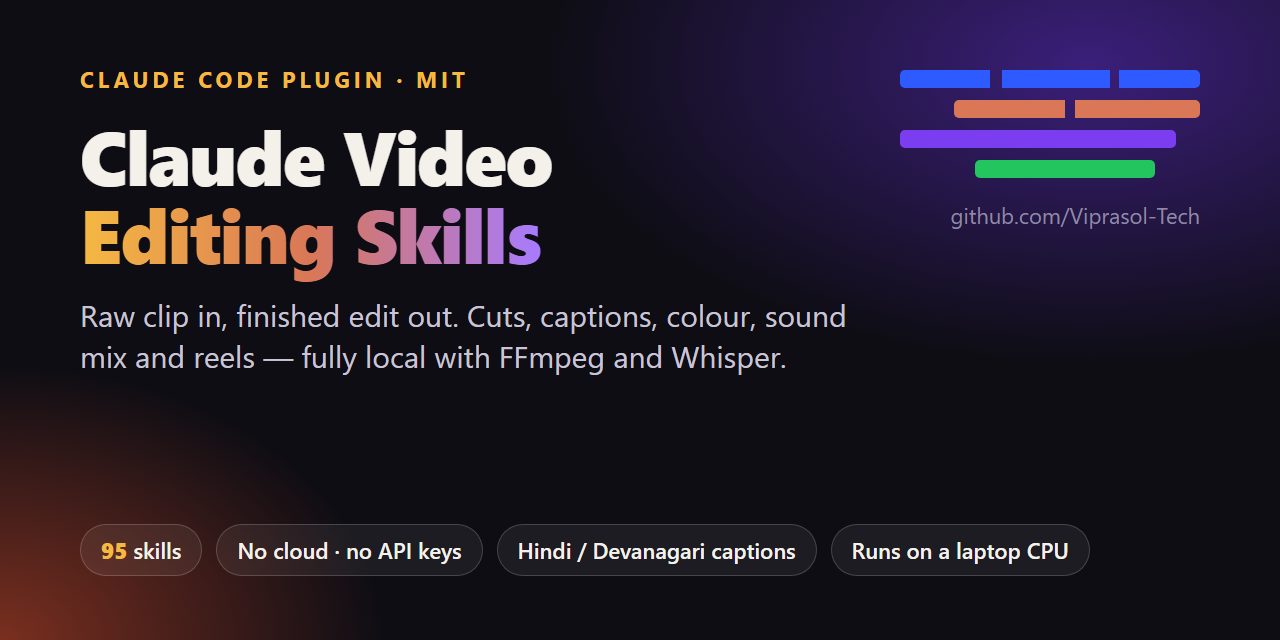 CLAUDE CODE PLUGIN · MIT
Claude Video
Editing Skills
github.com/Viprasol-Tech
Raw clip in, finished edit out. Cuts, captions, colour, sound
mix and reels — fully local with FFmpeg and Whisper.
95 skills
No cloud · no API keys
Hindi / Devanagari captions
Runs on a laptop CPU